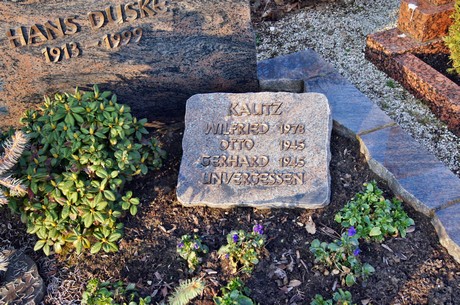 HANS DUSKE
1913 - 1999
KALITZ
WILFRIED 1978
OTTO 1945
GERHARD 1945
UNVERGESSEN